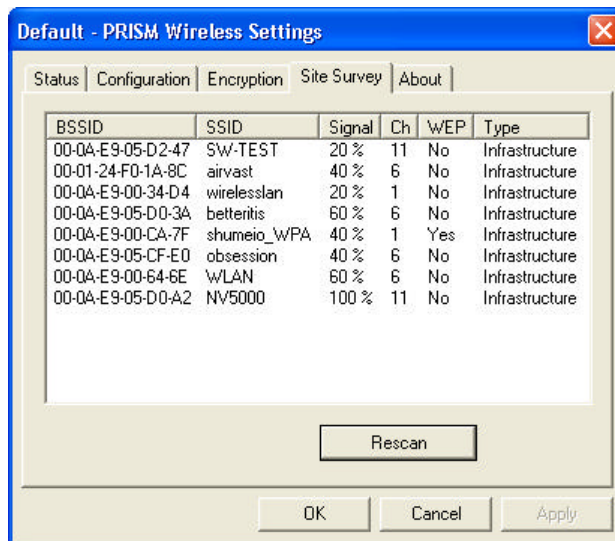 Default - PRISM Wireless Settings
Status Configuration Encryption Site Survey About
BSSID SSID Signal Ch WEP Type
00-0A-E9-05-D2-47 SW-TEST 20 % 11 No Infrastructure
00-01-24-F0-1A-8C airvast 40 % 6 No Infrastructure
00-0A-E9-00-34-D4 wirelesslan 20 % 1 No Infrastructure
00-0A-E9-05-D0-3A betteritis 60 % 6 No Infrastructure
00-0A-E9-00-CA-7F shumeio_WPA 40 % 1 Yes Infrastructure
00-0A-E9-05-CF-E0 obsession 40 % 6 No Infrastructure
00-0A-E9-00-64-6E WLAN 60 % 6 No Infrastructure
00-0A-E9-05-D0-A2 NV5000 100 % 11 No Infrastructure
Rescan
OK Cancel Apply